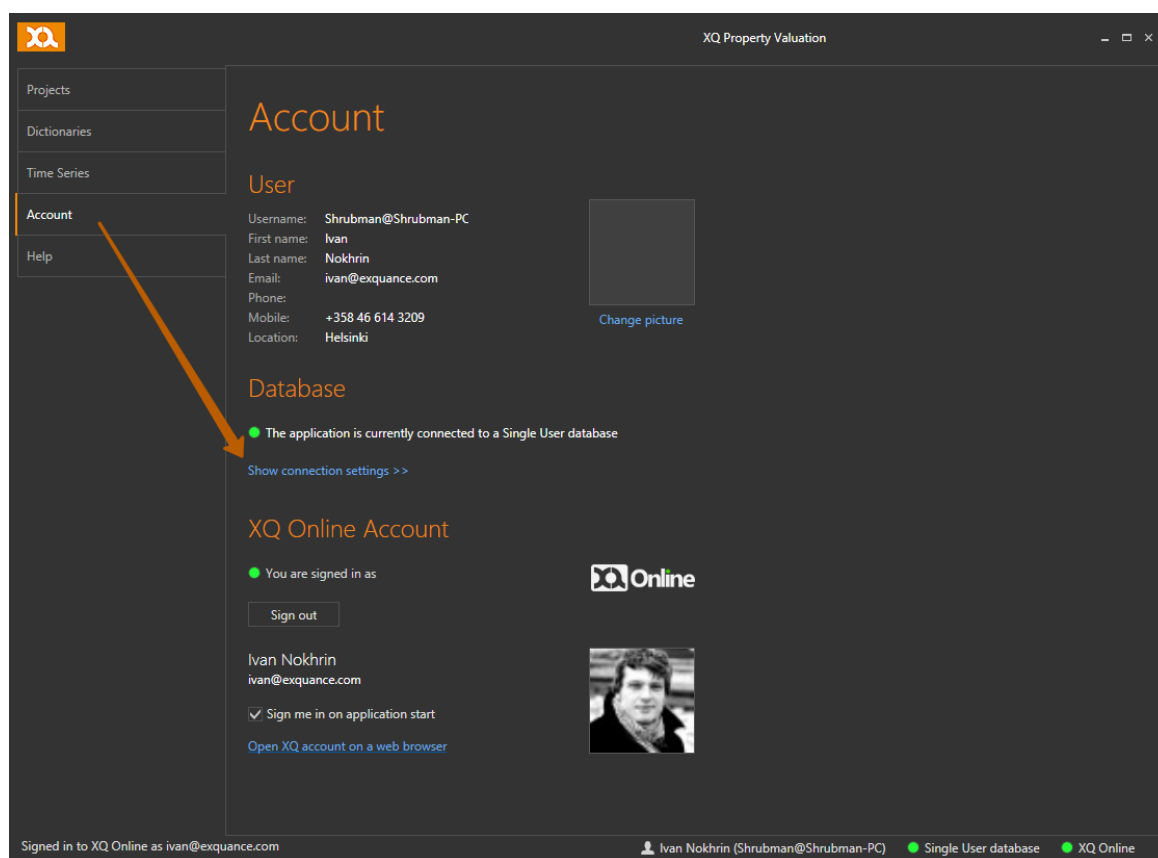 XQ
XQ Property Valuation
Projects
Dictionaries
Time Series
Account
Help
Account
User
Username: Shrubman@Shrubman-PC
First name: Ivan
Last name: Nokhrin
Email: ivan@exquance.com
Phone:
Mobile: +358 46 614 3209
Location: Helsinki
Change picture
Database
The application is currently connected to a Single User database
Show connection settings >>
XQ Online Account
You are signed in as
XQ Online
Sign out
Ivan Nokhrin
ivan@exquance.com
Sign me in on application start
Open XQ account on a web browser
Signed in to XQ Online as ivan@exquance.com
Ivan Nokhrin (Shrubman@Shrubman-PC) Single User database XQ Online